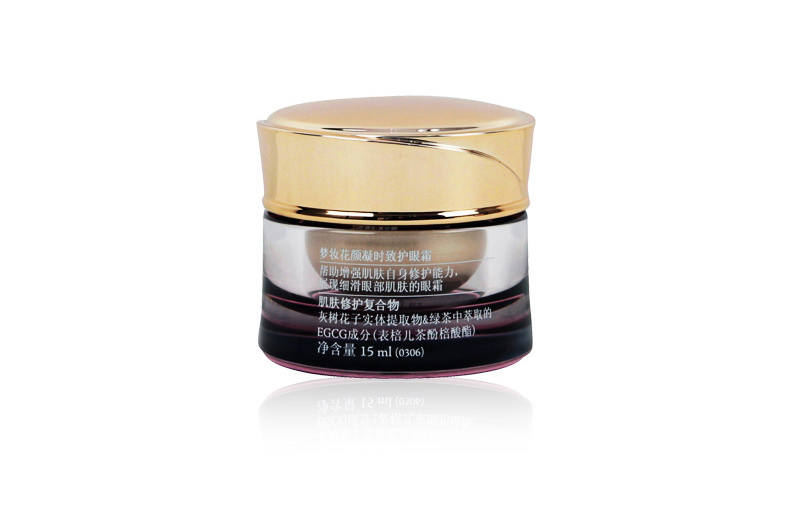 梦妆花颜凝时致护眼霜
帮助增强肌肤自身修护能力,
展现细滑眼部肌肤的眼霜
肌肤修护复合物
灰树花子实体提取物&绿茶中萃取的
EGCG成分(表棓儿茶酚棓酸酯)
净含量 15 ml (0306)